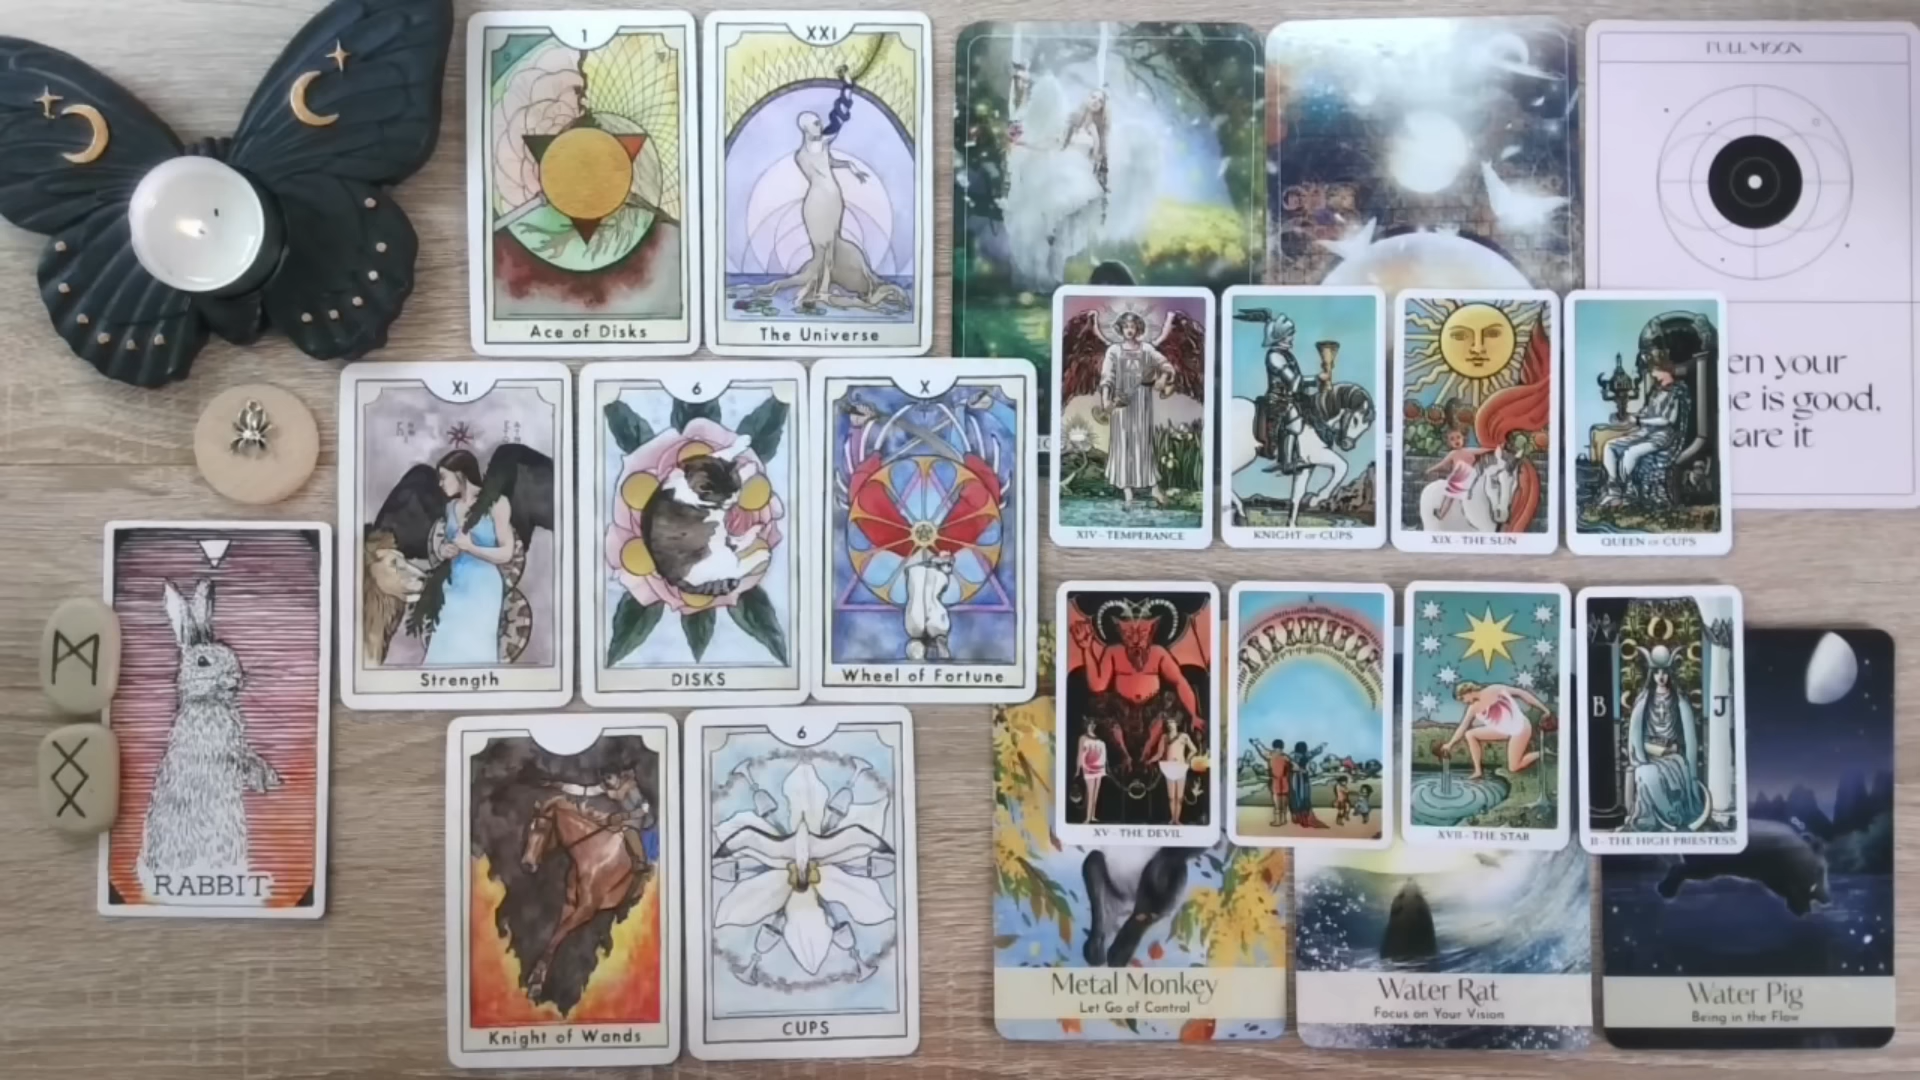 1
Ace of Disks
XXI
The Universe
FULL MOON
en your
e is good,
are it
XI
Strength
6
DISKS
X
Wheel of Fortune
XIV - TEMPERANCE
KNIGHT OF CUPS
XIX - THE SUN
QUEEN OF CUPS
RABBIT
Knight of Wands
6
CUPS
XV - THE DEVIL
X
XVII - THE STAR
B
J
II - THE HIGH PRIESTESS
Metal Monkey
Let Go of Control
Water Rat
Focus on Your Vision
Water Pig
Being in the Flow